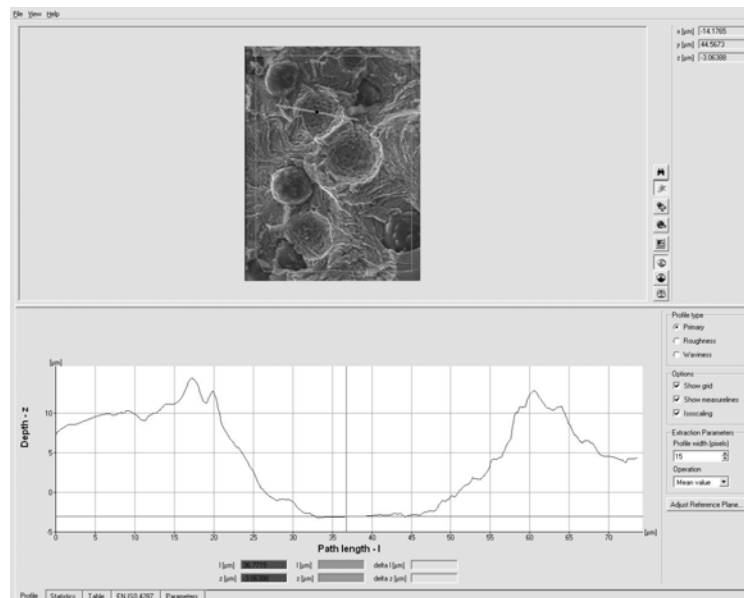 File View Help
x [µm] -14.1765
y [µm] 44.5673
z [µm] -3.06388
Profile type
Primary
Roughness
Waviness
Options
Show grid
Show measurelines
Isoscaling
Extraction Parameters
Profile width (pixels)
15
Operation
Mean value
Adjust Reference Plane...
[µm]
Depth - z
10
5
0
-5
0 5 10 15 20 25 30 35 40 45 50 55 60 65 70
[µm]
Path length - l
l [µm] l [µm] delta l [µm]
z [µm] z [µm] delta z [µm]
Profile Statistics Table EN ISO 4287 Parameters